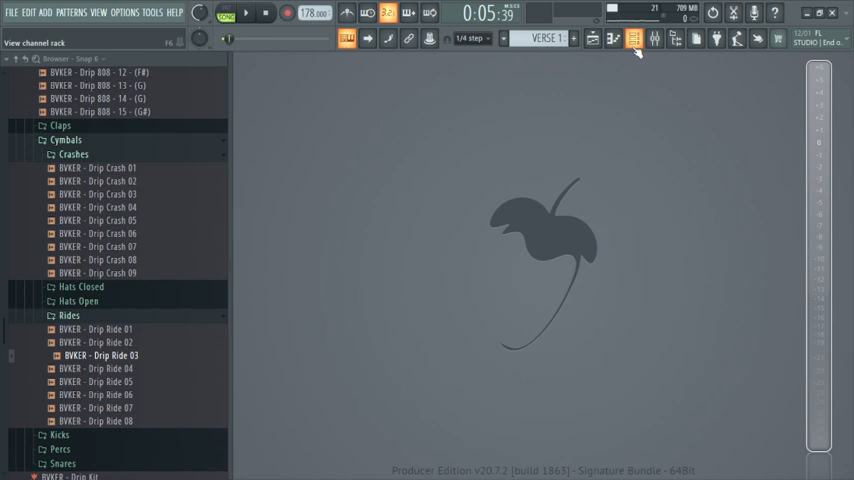 FILE EDIT ADD PATTERNS VIEW OPTIONS TOOLS HELP
PAT
SONG
3.2
178.000
0:05:39
21
709 MB
0
View channel rack
F6
1/4 step
VERSE 1
+
12/01 FL
STUDIO | End o..
Browser - Snap 6
BVKER - Drip 808 - 12 - (F#)
BVKER - Drip 808 - 13 - (G)
BVKER - Drip 808 - 14 - (G)
BVKER - Drip 808 - 15 - (G#)
Claps
Cymbals
Crashes
BVKER - Drip Crash 01
BVKER - Drip Crash 02
BVKER - Drip Crash 03
BVKER - Drip Crash 04
BVKER - Drip Crash 05
BVKER - Drip Crash 06
BVKER - Drip Crash 07
BVKER - Drip Crash 08
BVKER - Drip Crash 09
Hats Closed
Hats Open
Rides
BVKER - Drip Ride 01
BVKER - Drip Ride 02
BVKER - Drip Ride 03
BVKER - Drip Ride 04
BVKER - Drip Ride 05
BVKER - Drip Ride 06
BVKER - Drip Ride 07
BVKER - Drip Ride 08
Kicks
Percs
Snares
BVKER - Drip Kit
Producer Edition v20.7.2 [build 1863] - Signature Bundle - 64Bit